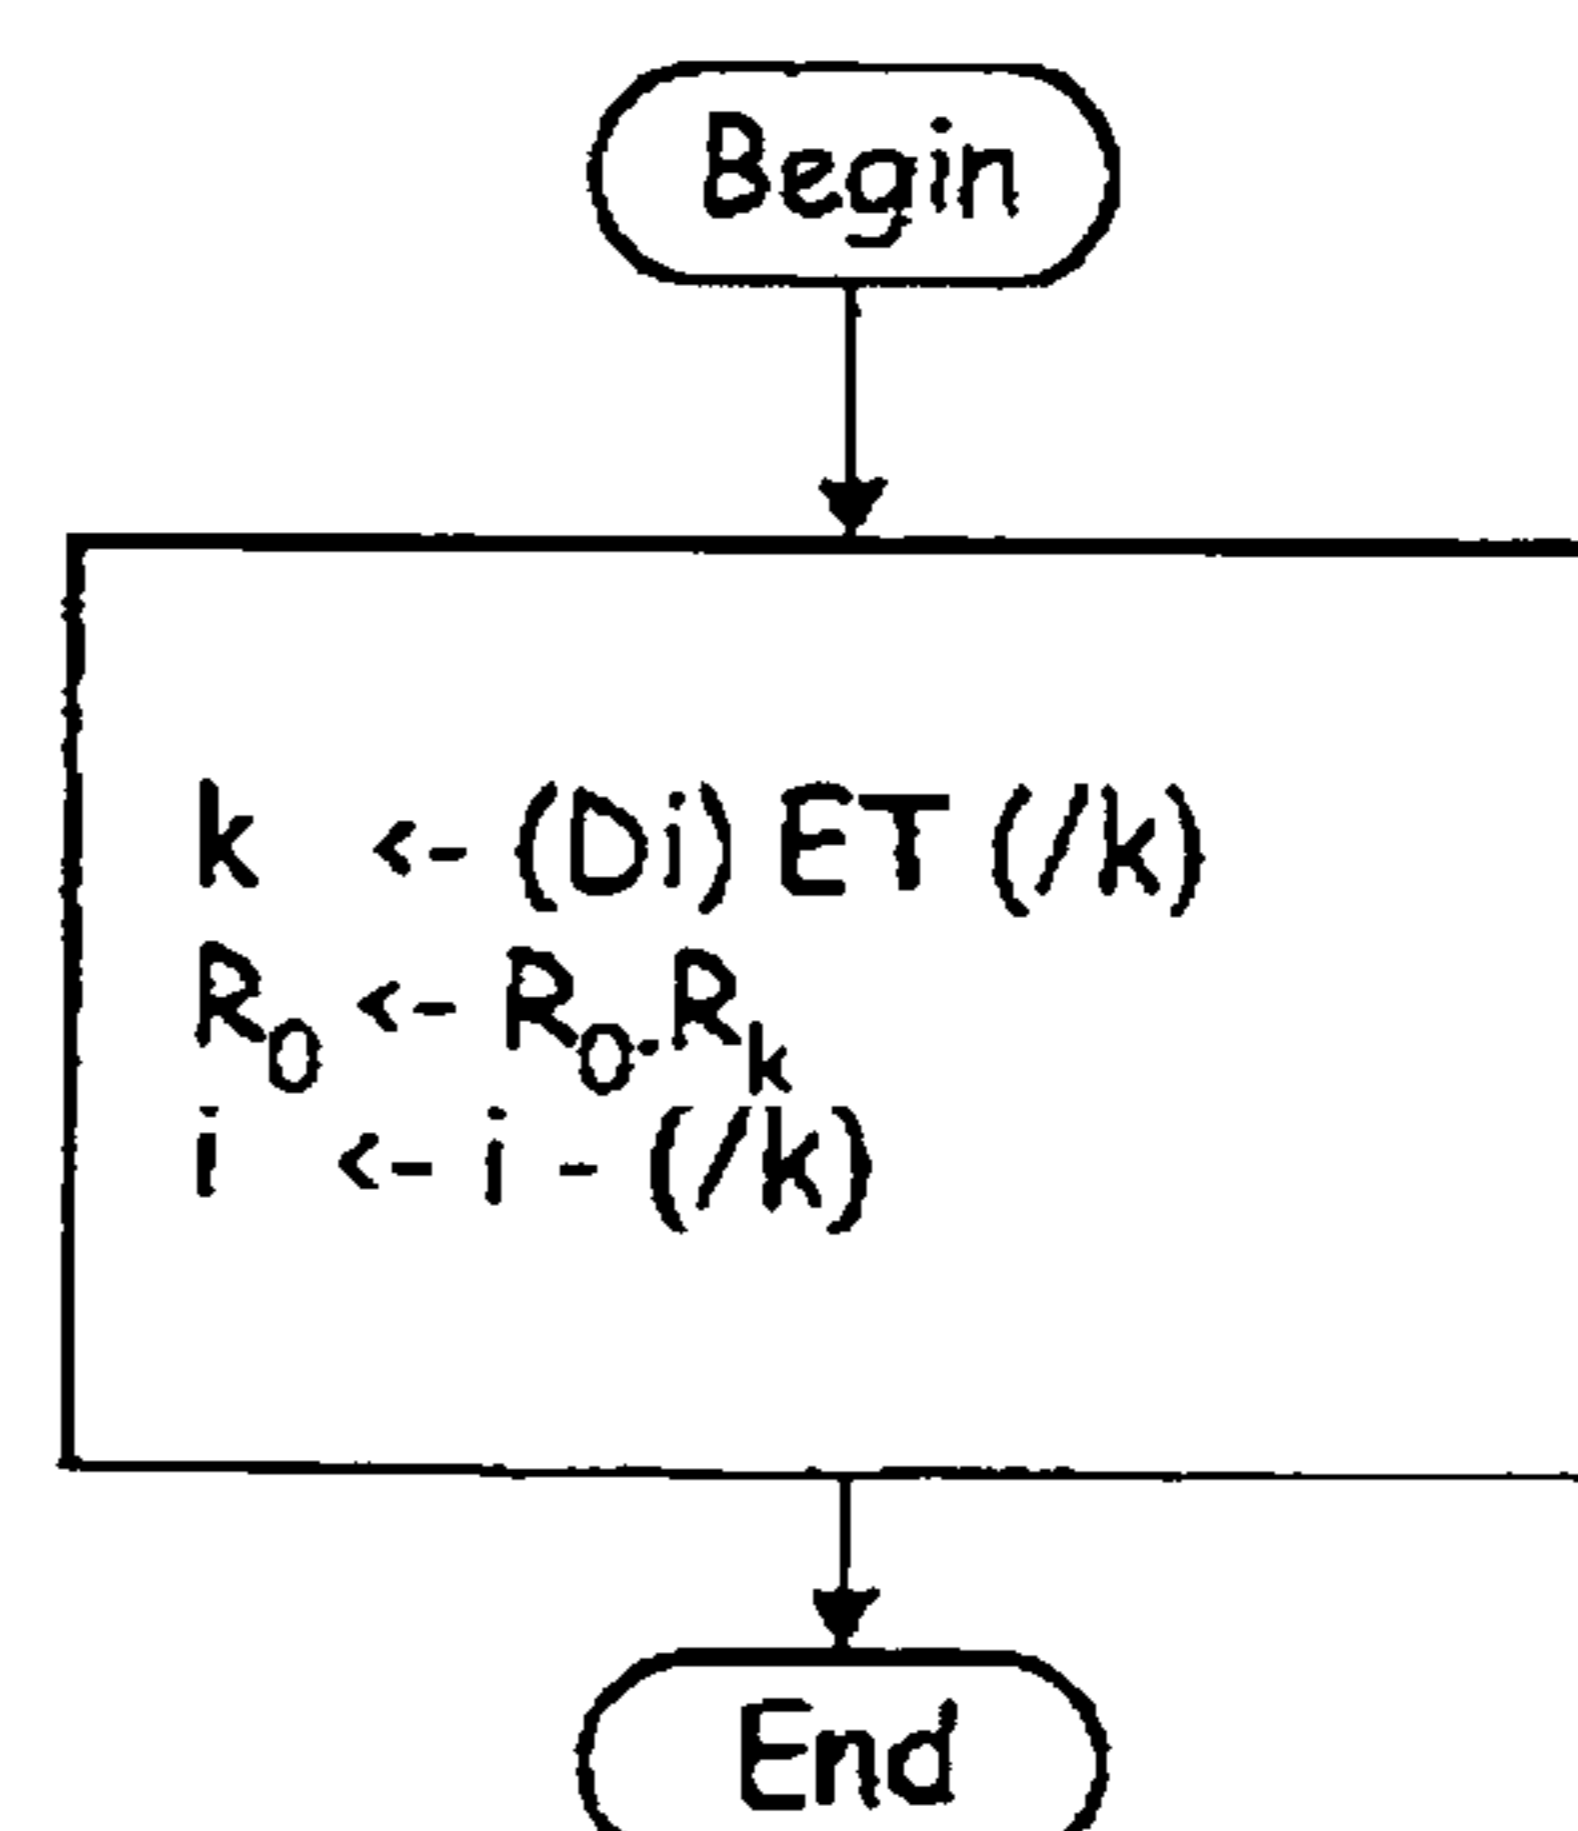 Begin
k <- (Di) ET (/k)
R₀ <- R₀.Rₖ
i <- i - (/k)
End